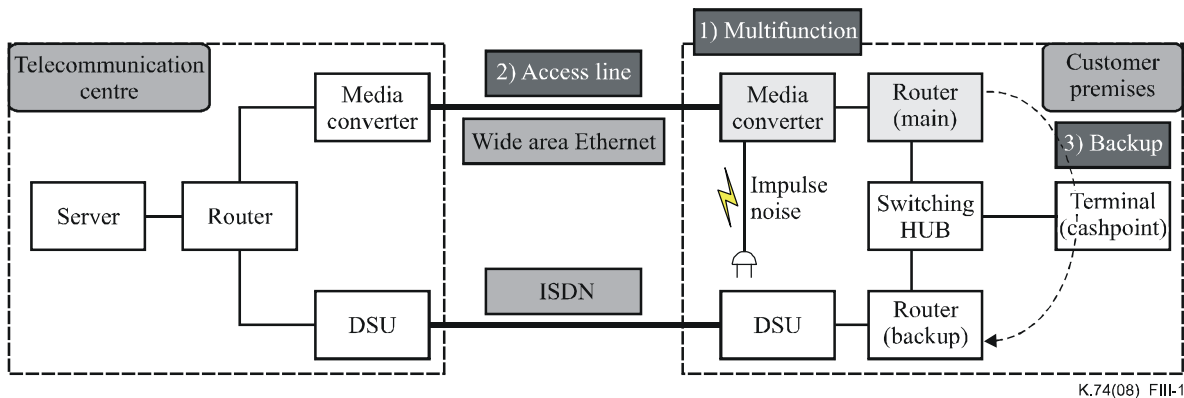 1) Multifunction
Telecommunication
centre
2) Access line
Customer
premises
Media
converter
Media
converter
Router
(main)
Wide area Ethernet
3) Backup
Server
Router
Impulse
noise
Switching
HUB
Terminal
(cashpoint)
ISDN
DSU
DSU
Router
(backup)
K.74(08) FIII-1